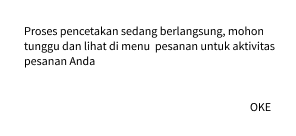 Proses pencetakan sedang berlangsung, mohon
tunggu dan lihat di menu  pesanan untuk aktivitas
pesanan Anda
OKE